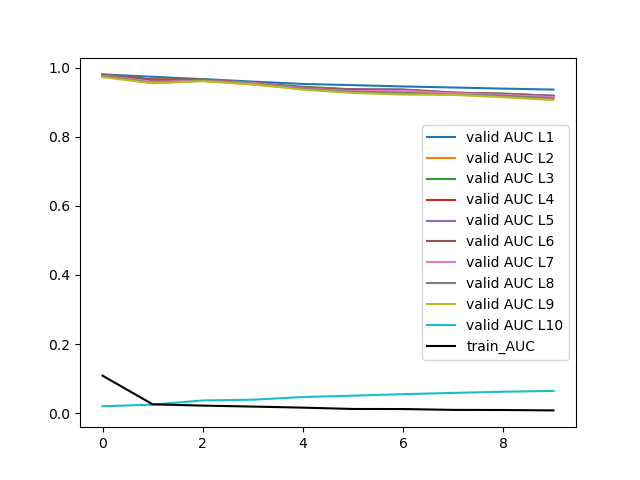 1.0
0.8
0.6
0.4
0.2
0.0
0 2 4 6 8
valid AUC L1
valid AUC L2
valid AUC L3
valid AUC L4
valid AUC L5
valid AUC L6
valid AUC L7
valid AUC L8
valid AUC L9
valid AUC L10
train_AUC